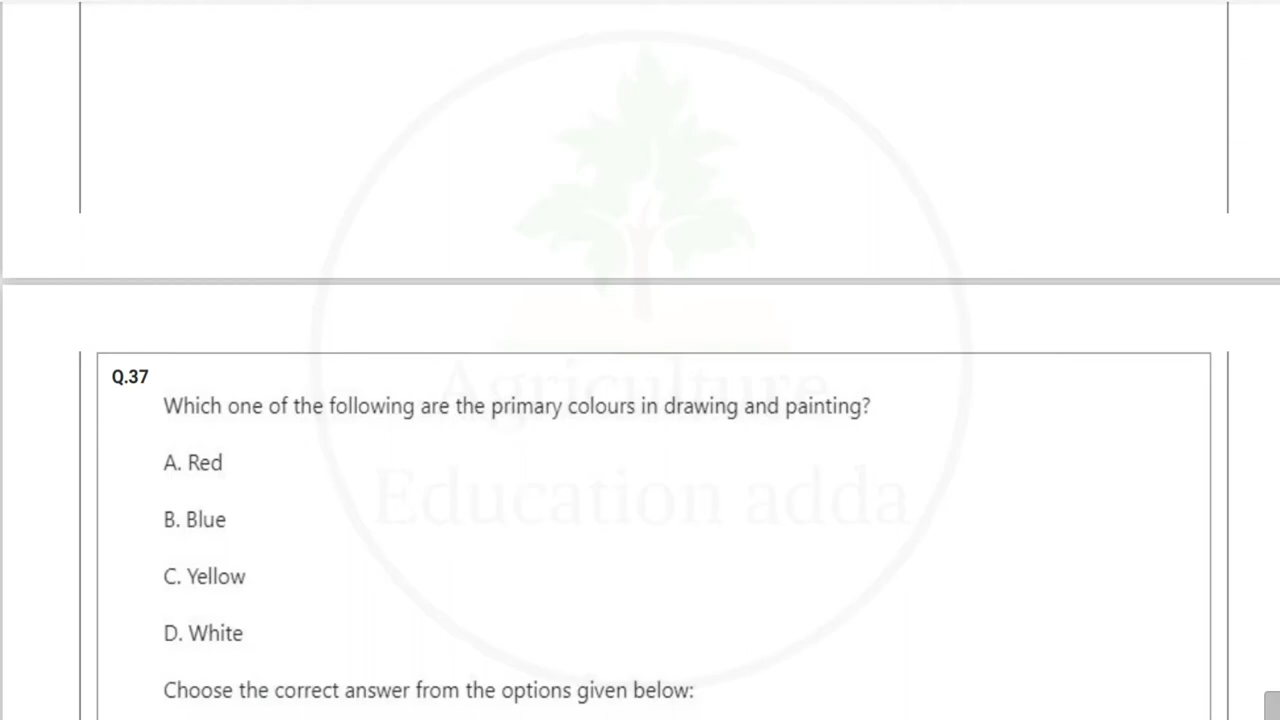 Q.37
Which one of the following are the primary colours in drawing and painting?
A. Red
B. Blue
C. Yellow
D. White
Choose the correct answer from the options given below:
Agriculture
Education adda